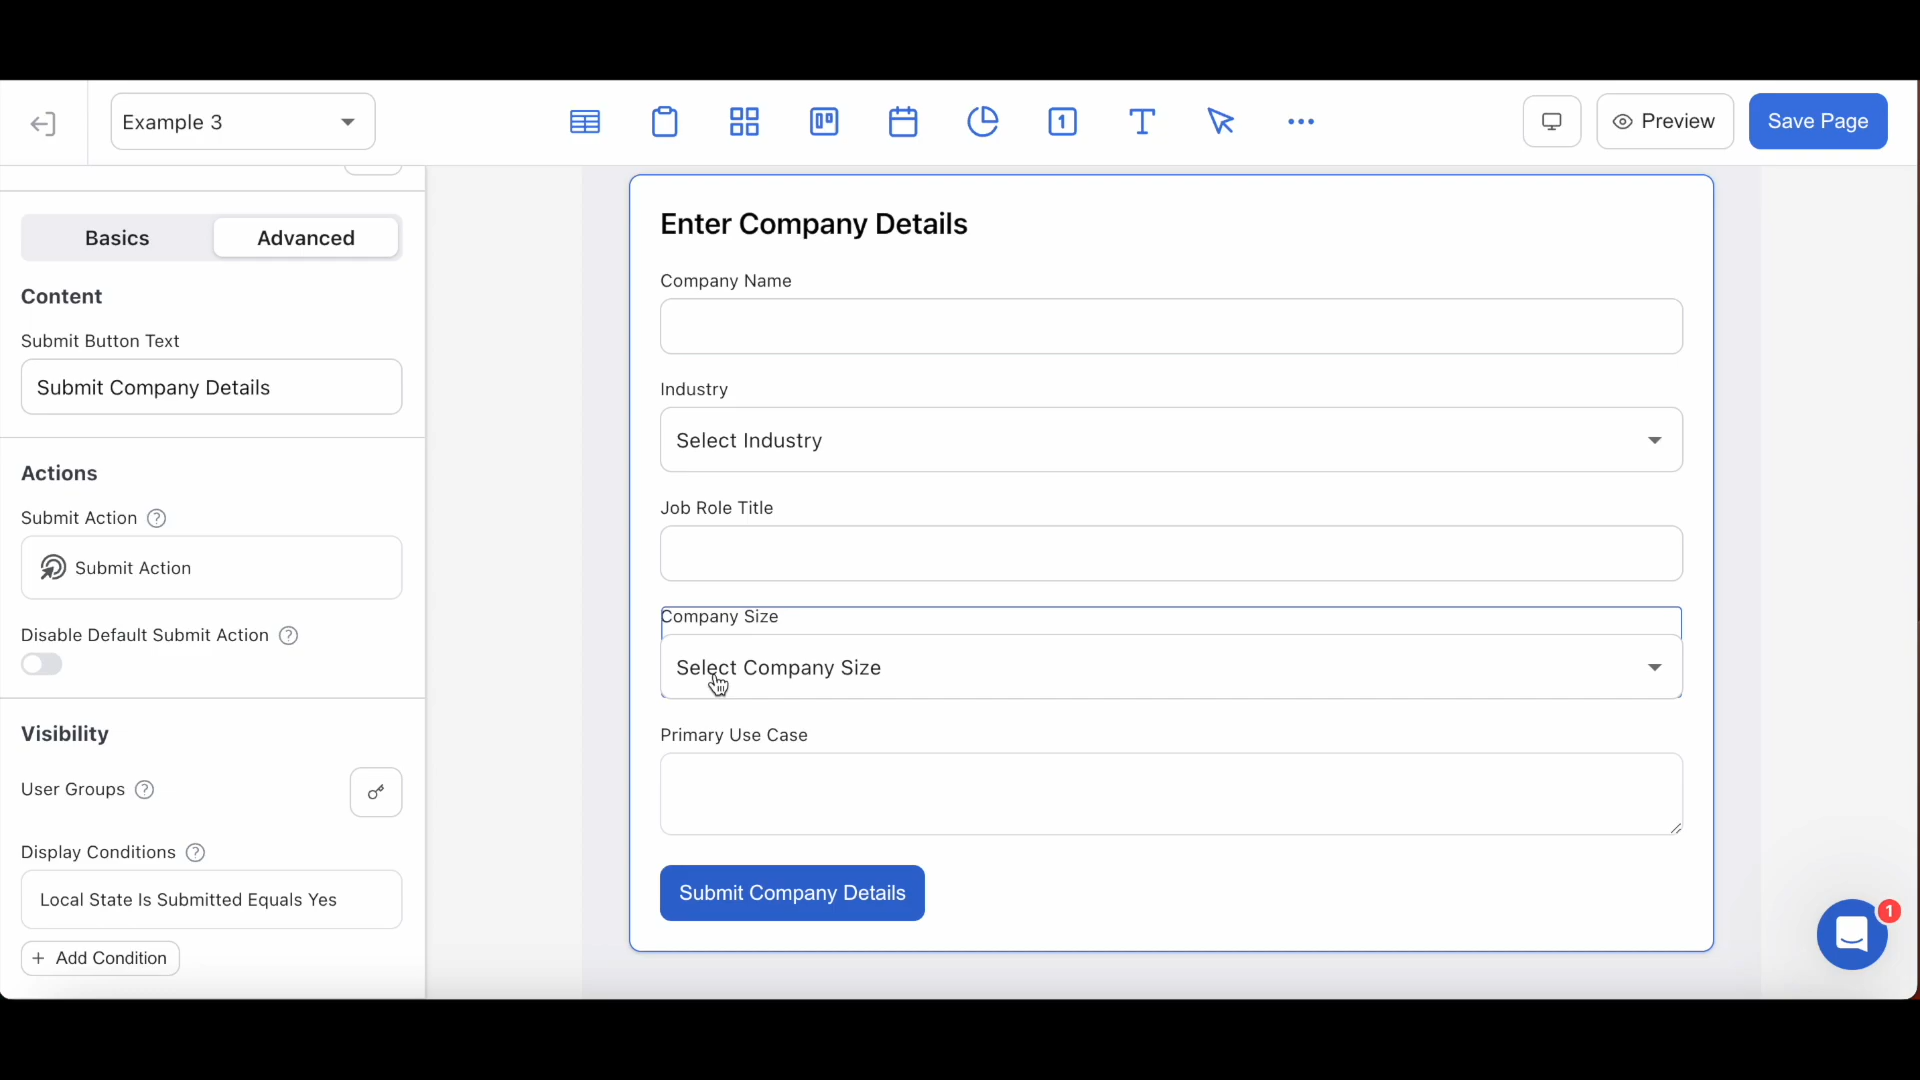 Example 3
1
T
Preview
Save Page
Basics
Advanced
Content
Submit Button Text
Submit Company Details
Actions
Submit Action ?
Submit Action
Disable Default Submit Action ?
Visibility
User Groups ?
Display Conditions ?
Local State Is Submitted Equals Yes
+ Add Condition
Enter Company Details
Company Name
Industry
Select Industry
Job Role Title
Company Size
Select Company Size
Primary Use Case
Submit Company Details
1